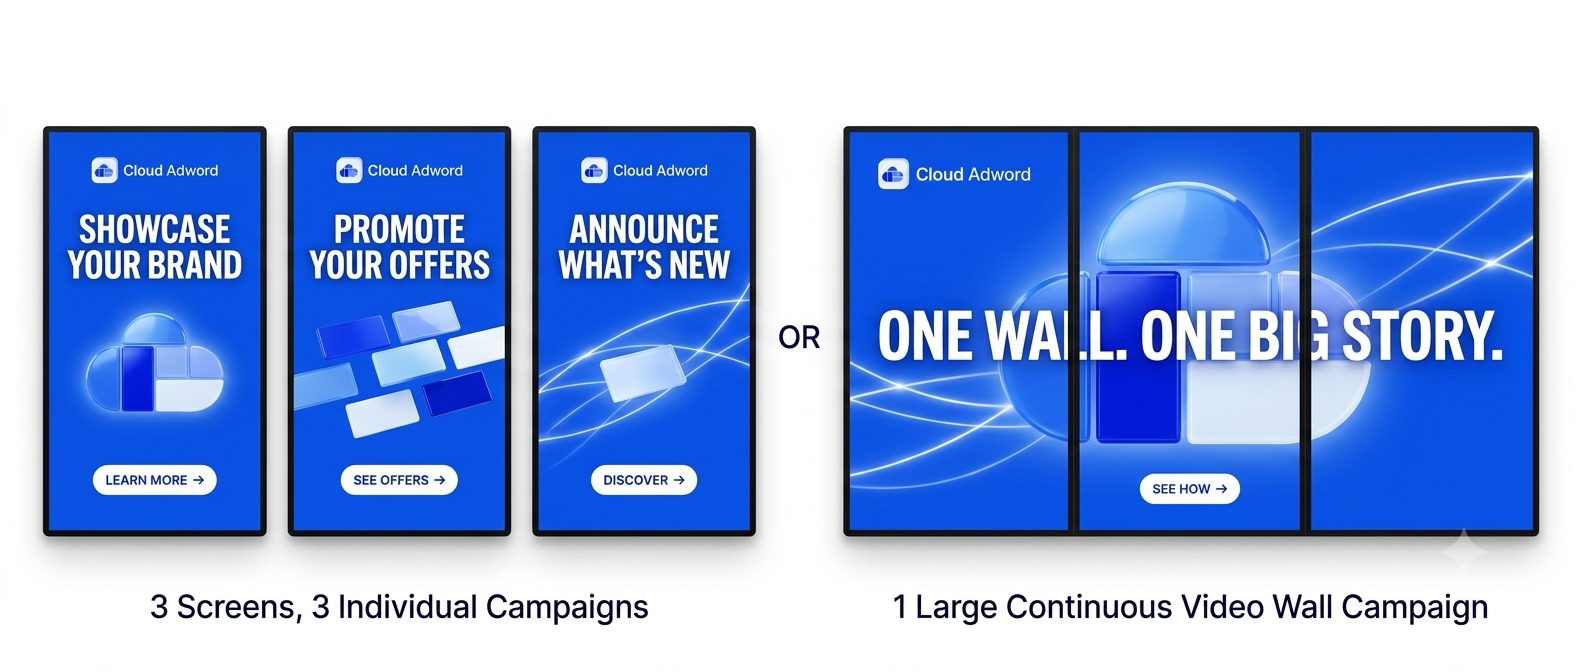 Cloud Adword
SHOWCASE
YOUR BRAND
LEARN MORE →
Cloud Adword
PROMOTE
YOUR OFFERS
SEE OFFERS →
Cloud Adword
ANNOUNCE
WHAT'S NEW
DISCOVER →
3 Screens, 3 Individual Campaigns
OR
Cloud Adword
ONE WALL. ONE BIG STORY.
SEE HOW →
1 Large Continuous Video Wall Campaign